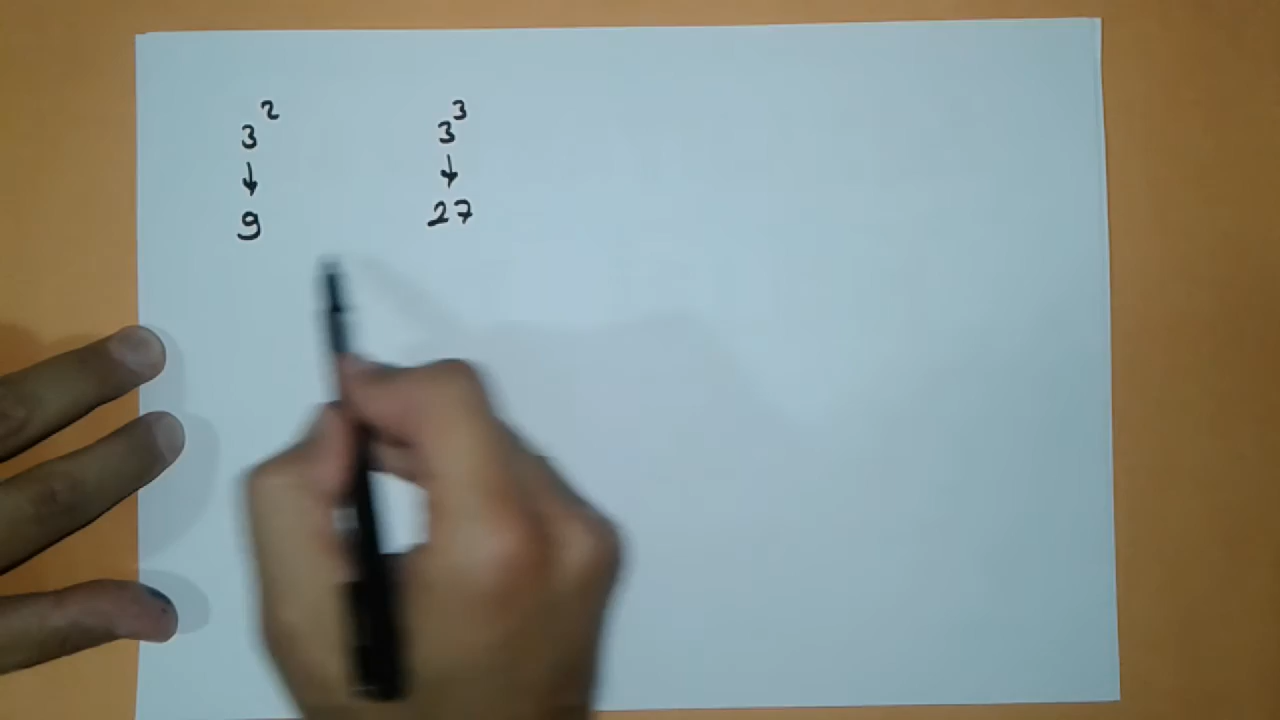 3² 3³
↓ ↓
9 27